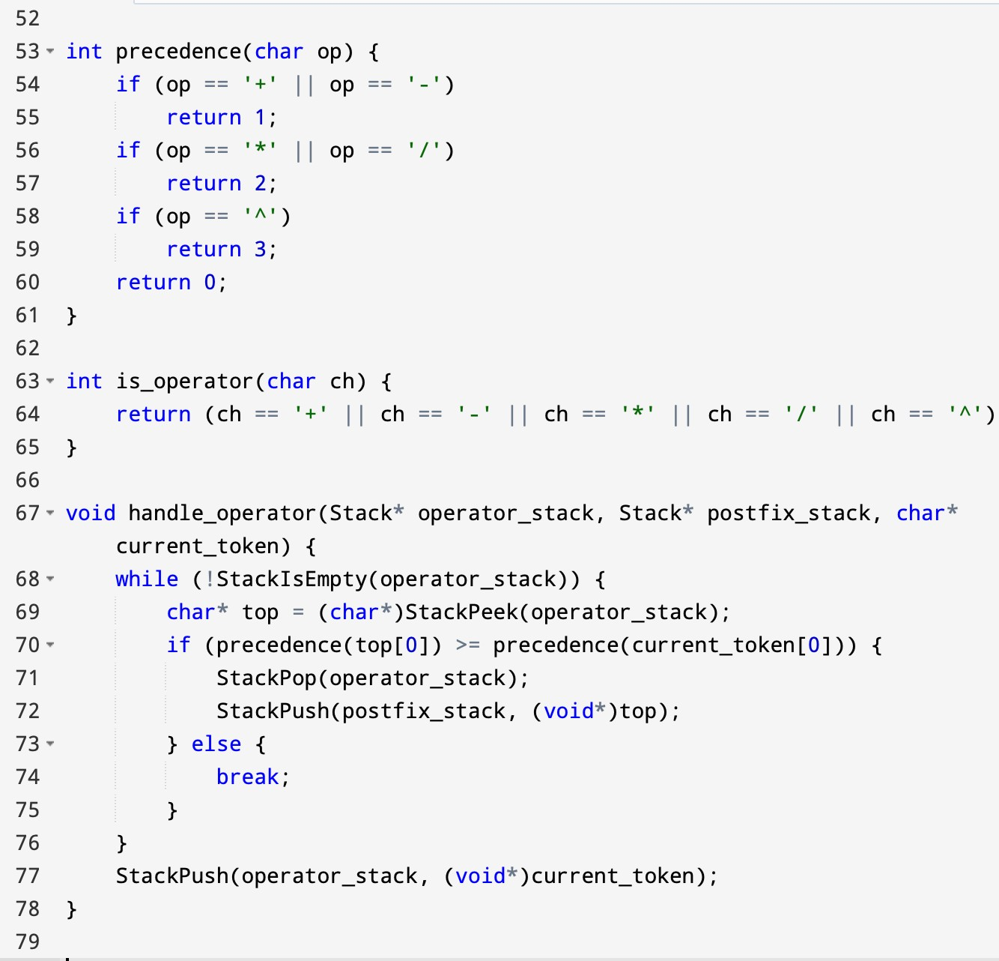 52
53 int precedence(char op) {
54     if (op == '+' || op == '-')
55         return 1;
56     if (op == '*' || op == '/')
57         return 2;
58     if (op == '^')
59         return 3;
60     return 0;
61 }
62
63 int is_operator(char ch) {
64     return (ch == '+' || ch == '-' || ch == '*' || ch == '/' || ch == '^')
65 }
66
67 void handle_operator(Stack* operator_stack, Stack* postfix_stack, char*
    current_token) {
68     while (!StackIsEmpty(operator_stack)) {
69         char* top = (char*)StackPeek(operator_stack);
70         if (precedence(top[0]) >= precedence(current_token[0])) {
71             StackPop(operator_stack);
72             StackPush(postfix_stack, (void*)top);
73         } else {
74             break;
75         }
76     }
77     StackPush(operator_stack, (void*)current_token);
78 }
79